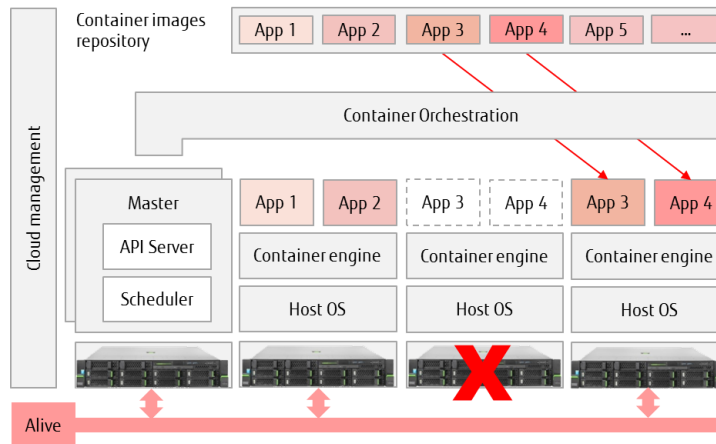 Container images
repository
App 1
App 2
App 3
App 4
App 5
...
Container Orchestration
Cloud management
Master
API Server
Scheduler
App 1
App 2
App 3
App 4
App 3
App 4
Container engine
Container engine
Container engine
Host OS
Host OS
Host OS
X
Alive